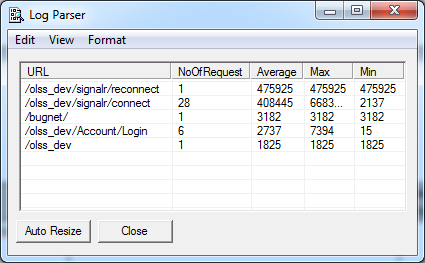 Log Parser
Edit View Format
URL NoOfRequest Average Max Min
/olss_dev/signalr/reconnect 1 475925 475925 475925
/olss_dev/signalr/connect 28 408445 6683... 2137
/bugnet/ 1 3182 3182 3182
/olss_dev/Account/Login 6 2737 7394 15
/olss_dev 1 1825 1825 1825
Auto Resize Close